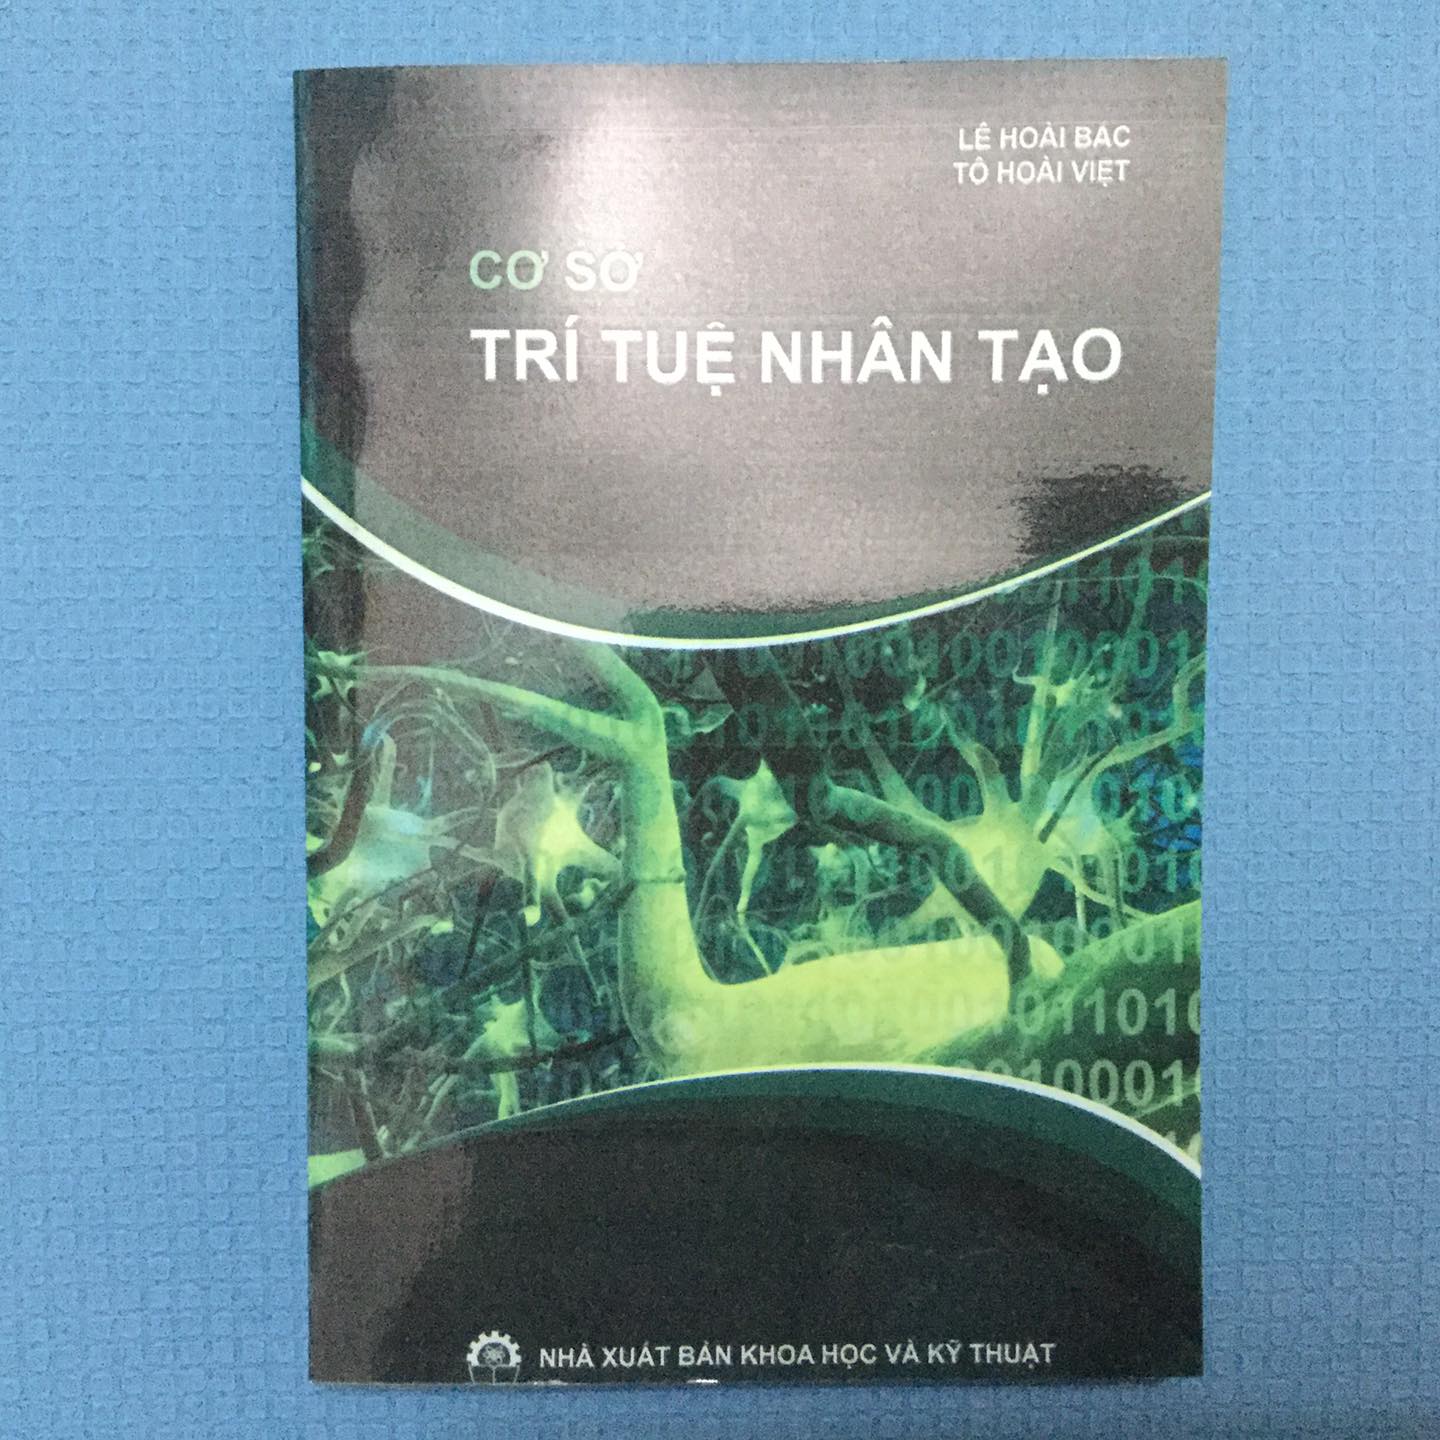 LÊ HOÀI BẮC
TÔ HOÀI VIỆT
CƠ SỞ
TRÍ TUỆ NHÂN TẠO
NHÀ XUẤT BẢN KHOA HỌC VÀ KỸ THUẬT